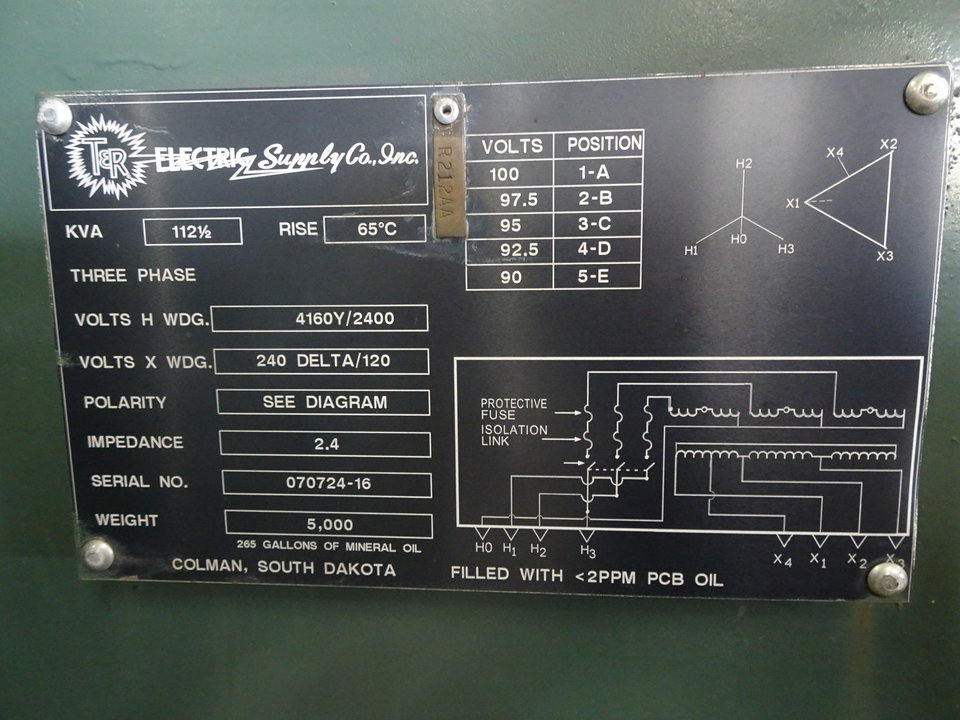 T&R ELECTRIC Supply Co., Inc.
R212AA
KVA 112½ RISE 65°C
THREE PHASE
VOLTS H WDG. 4160Y/2400
VOLTS X WDG. 240 DELTA/120
POLARITY SEE DIAGRAM
IMPEDANCE 2.4
SERIAL NO. 070724-16
WEIGHT 5,000
265 GALLONS OF MINERAL OIL
COLMAN, SOUTH DAKOTA
VOLTS POSITION
100 1-A
97.5 2-B
95 3-C
92.5 4-D
90 5-E
H2
H1 H0 H3
X4 X2
X1
X3
PROTECTIVE
FUSE
ISOLATION
LINK
H0 H1 H2 H3 X4 X1 X2 X3
FILLED WITH <2PPM PCB OIL